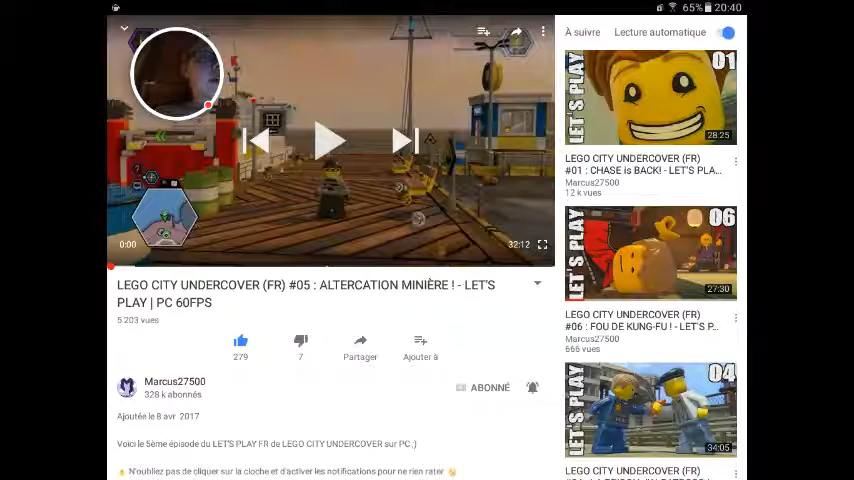 65% 20:40
0:00
32:12
LEGO CITY UNDERCOVER (FR) #05 : ALTERCATION MINIÈRE ! - LET'S
PLAY | PC 60FPS
5 203 vues
279
7
Partager
Ajouter à
Marcus27500
328 k abonnés
ABONNÉ
Ajoutée le 8 avr. 2017
Voici le 5ème épisode du LET'S PLAY FR de LEGO CITY UNDERCOVER sur PC ;)
N'oubliez pas de cliquer sur la cloche et d'activer les notifications pour ne rien rater
À suivre
Lecture automatique
LET'S PLAY
01
28:25
LEGO CITY UNDERCOVER (FR)
#01 : CHASE is BACK! - LET'S PLA...
Marcus27500
12 k vues
LET'S PLAY
06
27:30
LEGO CITY UNDERCOVER (FR)
#06 : FOU DE KUNG-FU ! - LET'S P...
Marcus27500
666 vues
LET'S PLAY
04
34:05
LEGO CITY UNDERCOVER (FR)